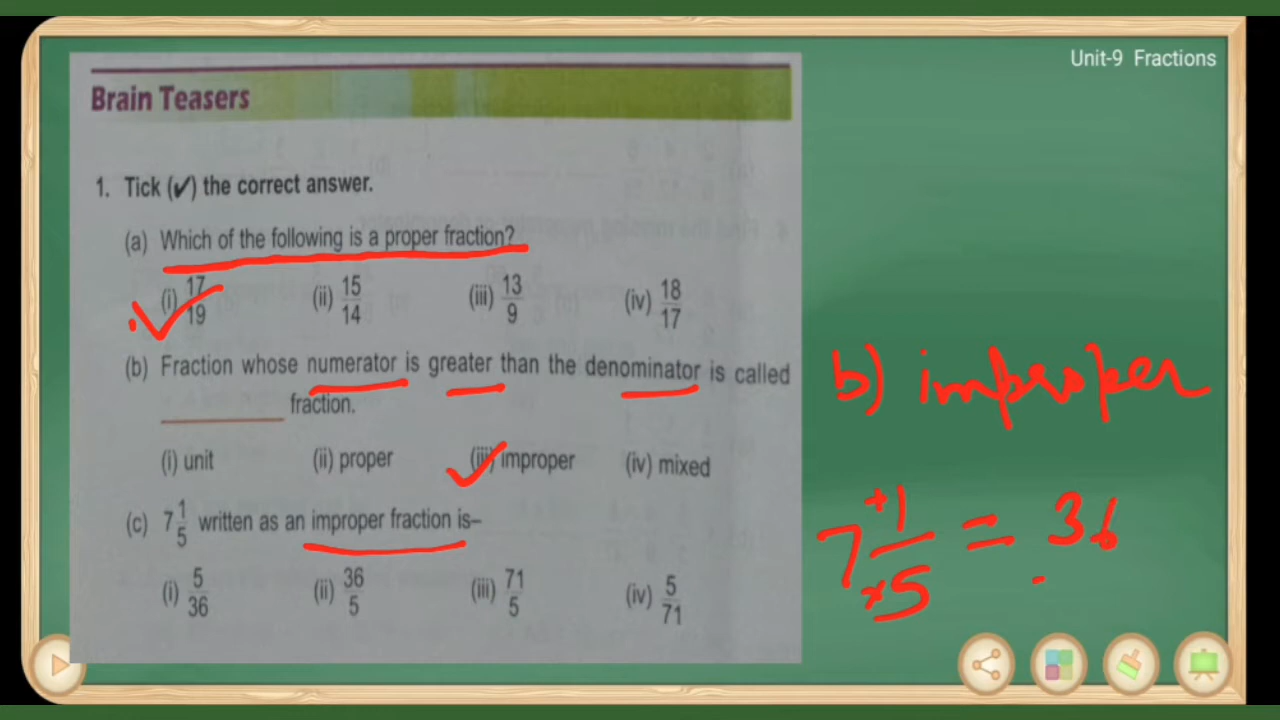 Unit-9 Fractions
Brain Teasers
1. Tick (✓) the correct answer.
(a) Which of the following is a proper fraction?
(i) 17/19 (ii) 15/14 (iii) 13/9 (iv) 18/17
(b) Fraction whose numerator is greater than the denominator is called
__________ fraction.
(i) unit (ii) proper (iii) improper (iv) mixed
(c) 7 1/5 written as an improper fraction is–
(i) 5/36 (ii) 36/5 (iii) 71/5 (iv) 5/71
b) improper
7 +1/×5 = 36